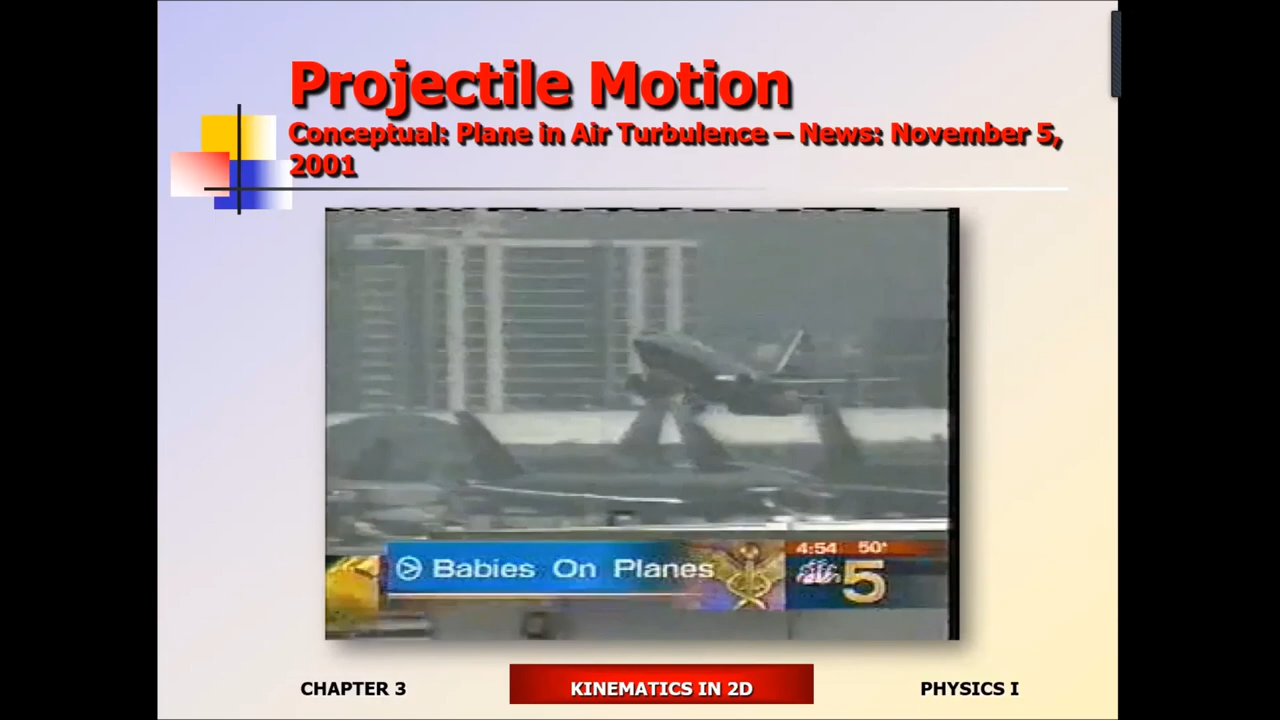 Projectile Motion
Conceptual: Plane in Air Turbulence – News: November 5,
2001
Babies On Planes
4:54 50°
5
CHAPTER 3
KINEMATICS IN 2D
PHYSICS I